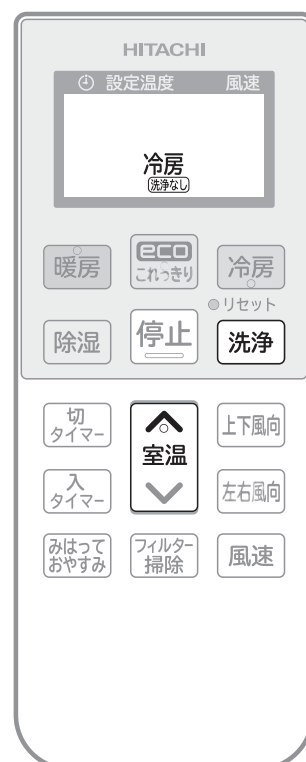 HITACHI
設定温度 風速
冷房
洗浄なし
暖房 eco これっきり 冷房
リセット
除湿 停止 洗浄
切タイマー 室温 上下風向
入タイマー 左右風向
みはっておやすみ フィルター掃除 風速